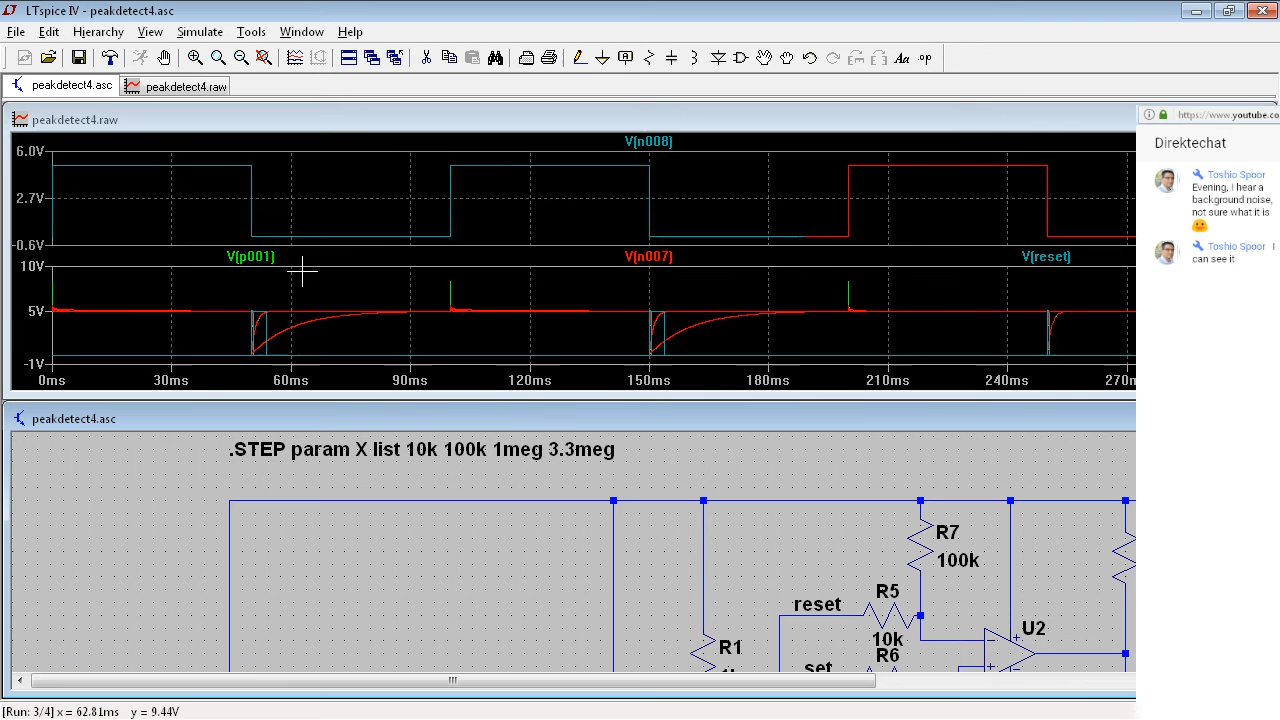 LTspice IV - peakdetect4.asc
File Edit Hierarchy View Simulate Tools Window Help
Aa .op
peakdetect4.asc peakdetect4.raw
peakdetect4.raw
V(n008)
6.0V
2.7V
-0.6V
V(p001) V(n007) V(reset)
10V
5V
-1V
0ms 30ms 60ms 90ms 120ms 150ms 180ms 210ms 240ms 270m
peakdetect4.asc
.STEP param X list 10k 100k 1meg 3.3meg
R7
100k
R5
reset
10k
U2
R6
R1
set
[Run: 3/4] x = 62.81ms y = 9.44V
https://www.youtube.co
Direktechat
Toshio Spoor
Evening, I hear a
background noise,
not sure what it is
Toshio Spoor I
can see it